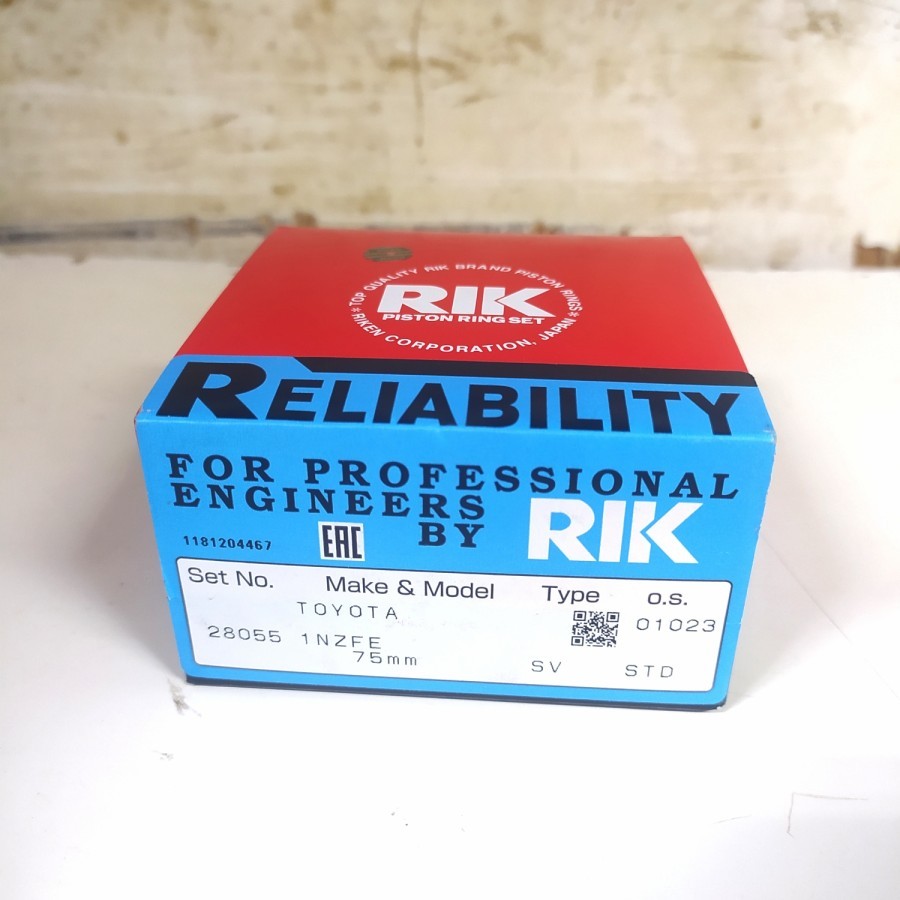 *TOP QUALITY RIK BRAND PISTON RINGS*
RIK
PISTON RING SET
RIKEN CORPORATION, JAPAN
RELIABILITY
FOR PROFESSIONAL
ENGINEERS
BY RIK
1181204467 EAC
Set No. Make & Model Type o.s.
TOYOTA 01023
28055 1NZFE
75mm SV STD